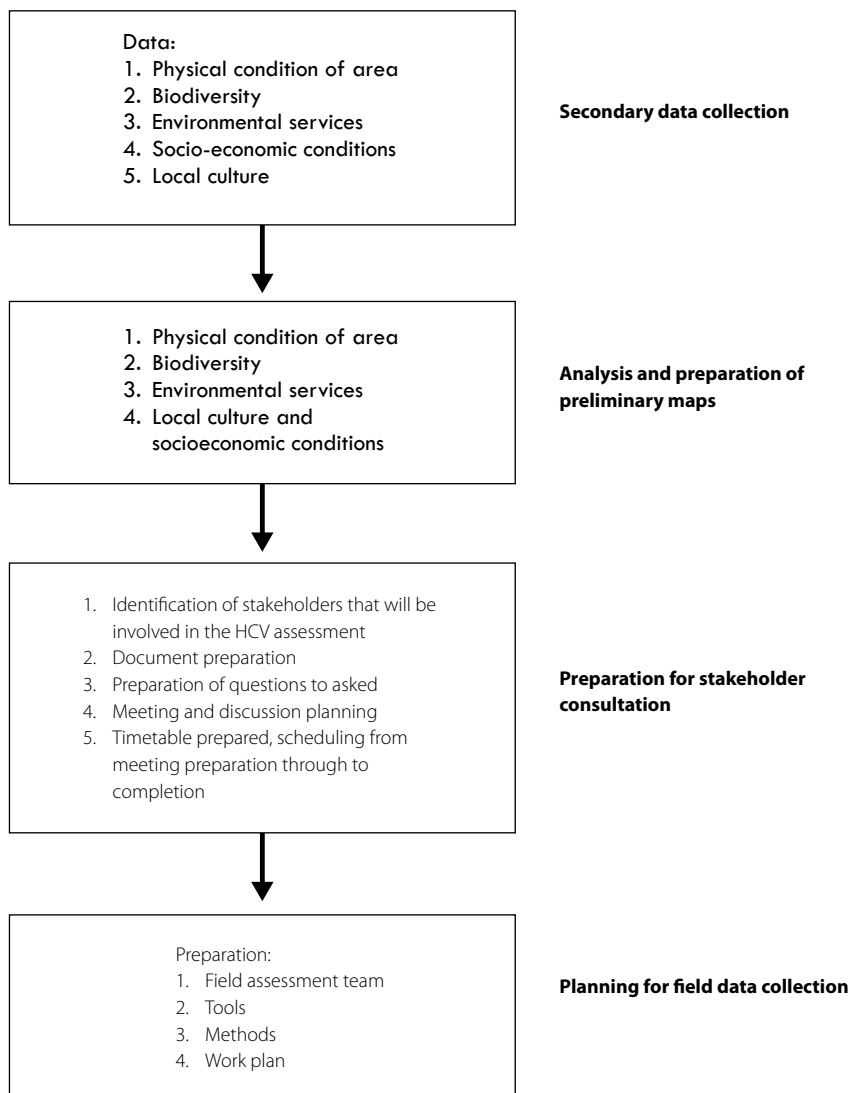 Data:
1. Physical condition of area
2. Biodiversity
3. Environmental services
4. Socio-economic conditions
5. Local culture
Secondary data collection
1. Physical condition of area
2. Biodiversity
3. Environmental services
4. Local culture and
socioeconomic conditions
Analysis and preparation of
preliminary maps
1. Identification of stakeholders that will be
involved in the HCV assessment
2. Document preparation
3. Preparation of questions to asked
4. Meeting and discussion planning
5. Timetable prepared, scheduling from
meeting preparation through to
completion
Preparation for stakeholder
consultation
Preparation:
1. Field assessment team
2. Tools
3. Methods
4. Work plan
Planning for field data collection